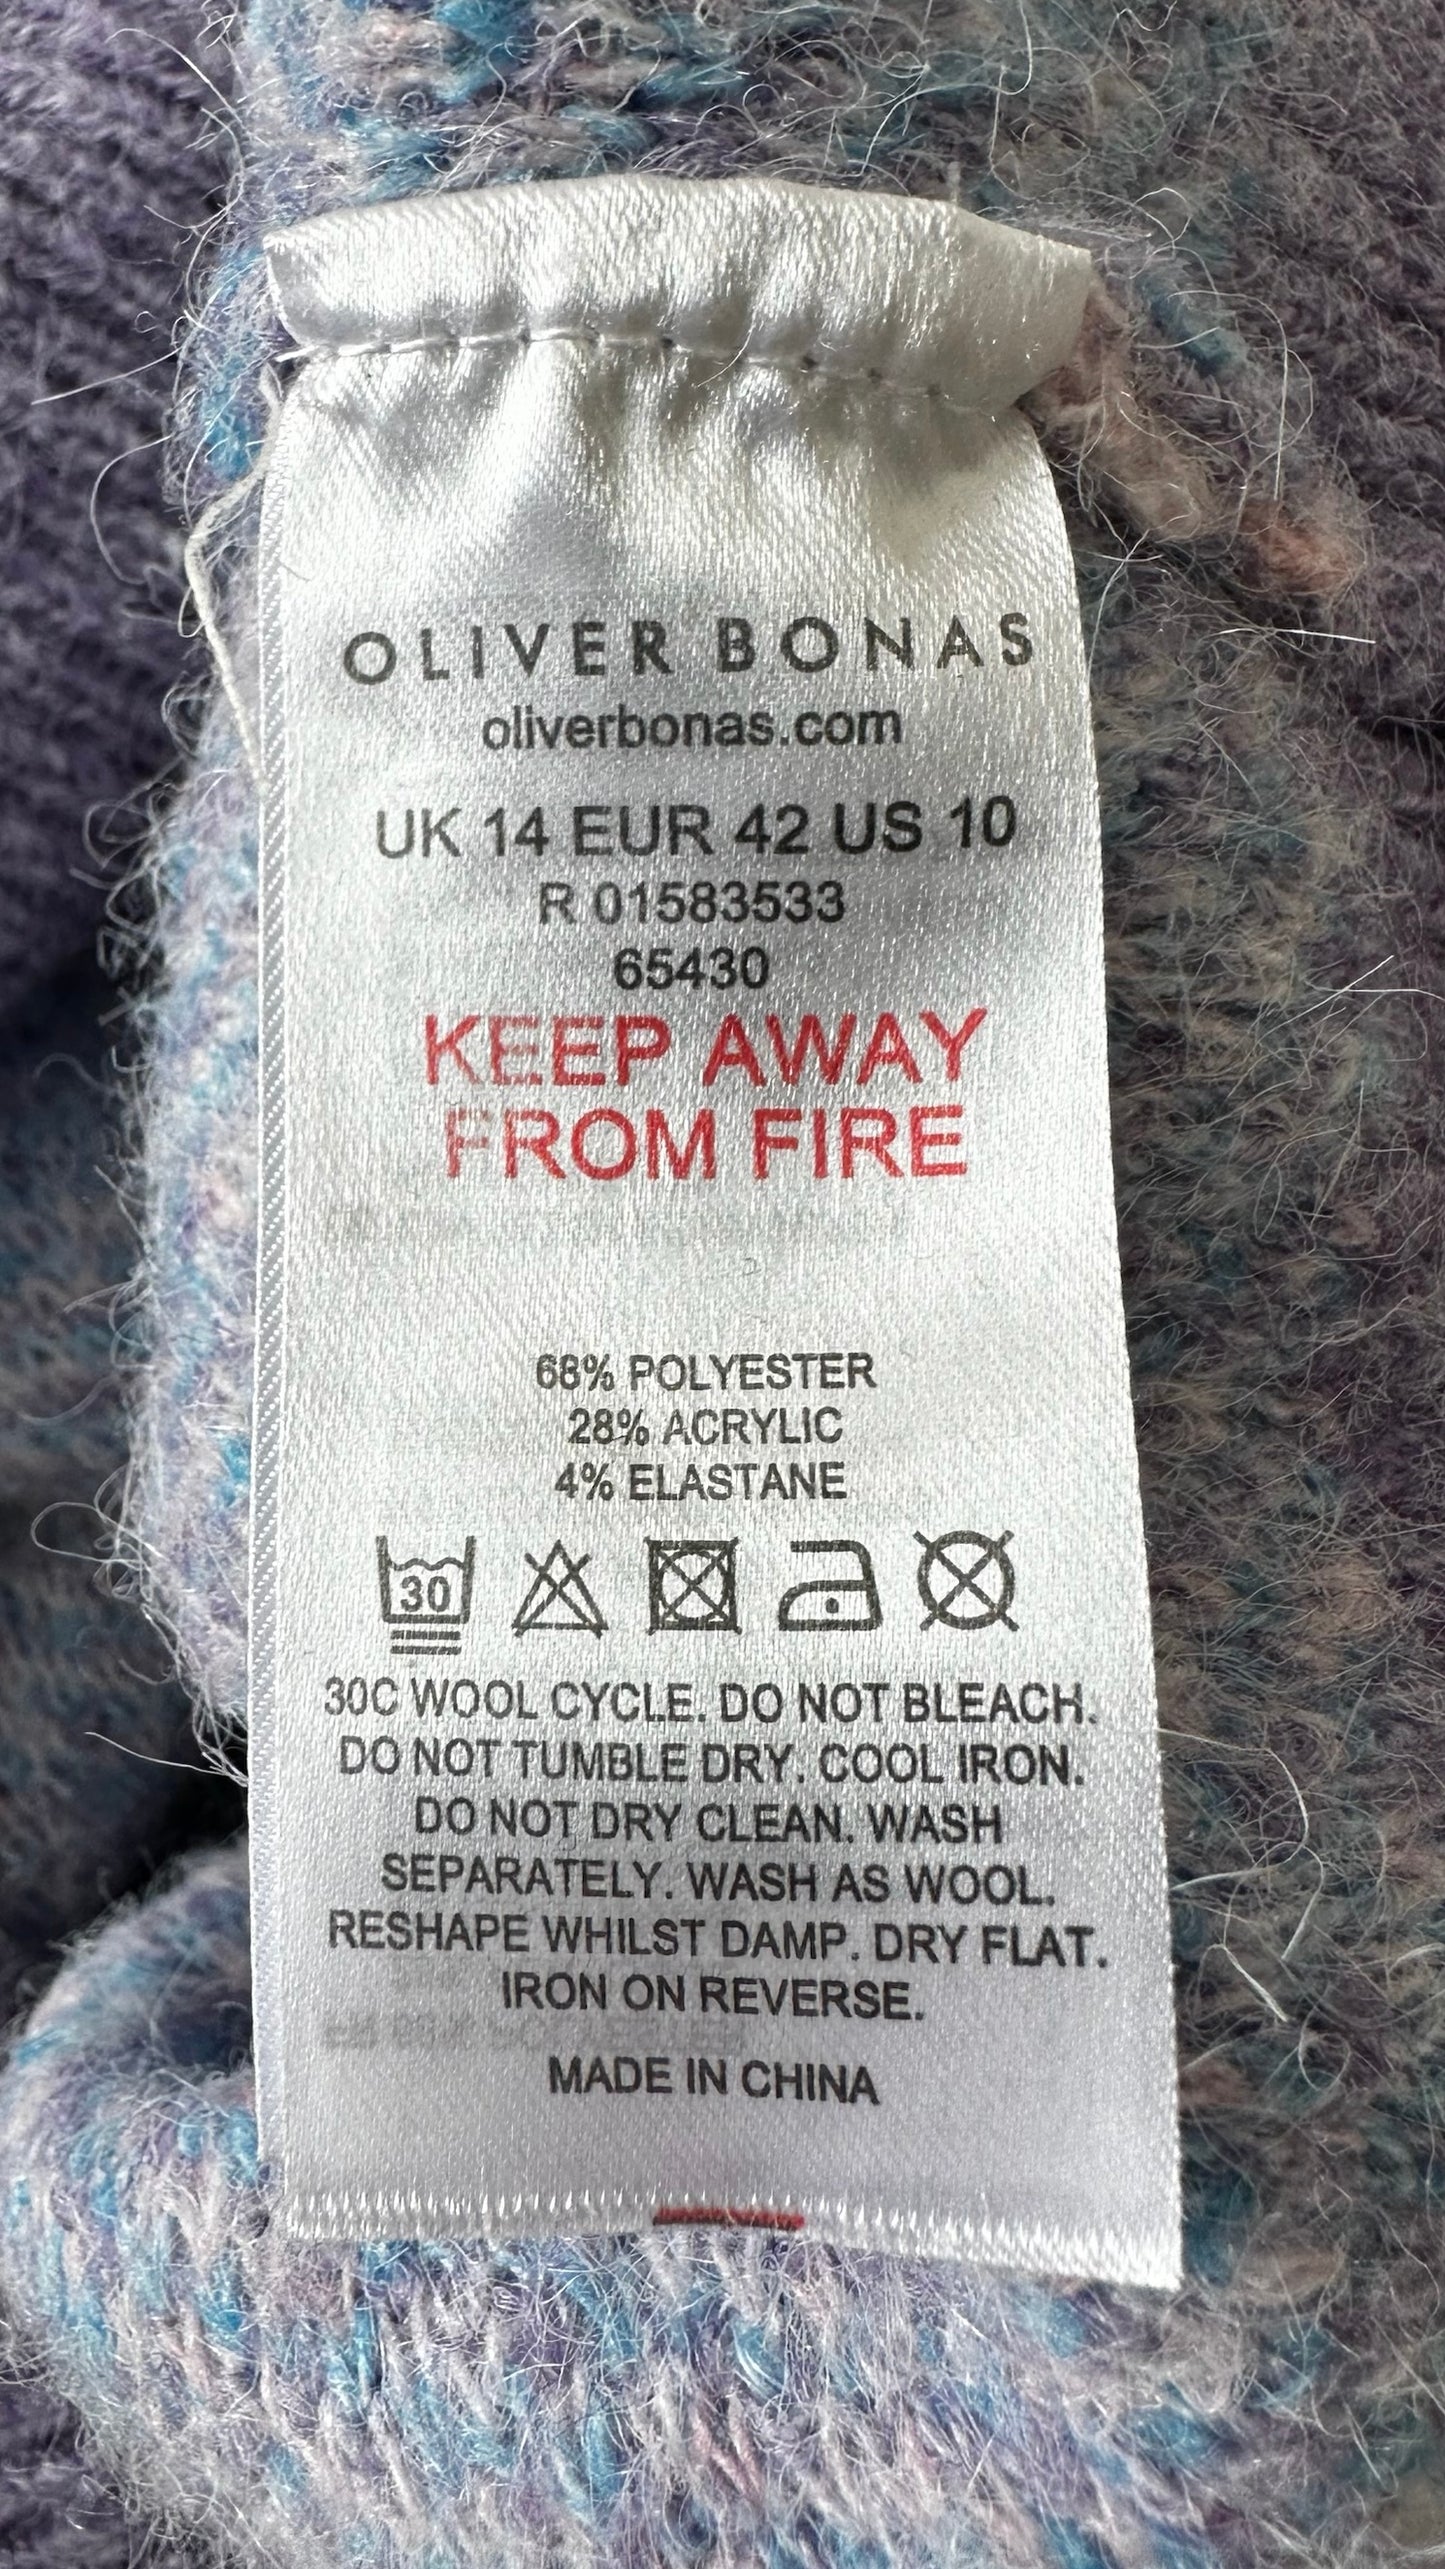 OLIVER BONAS
oliverbonas.com
UK 14 EUR 42 US 10
R 01583533
65430
KEEP AWAY
FROM FIRE
68% POLYESTER
28% ACRYLIC
4% ELASTANE
30
30C WOOL CYCLE. DO NOT BLEACH.
DO NOT TUMBLE DRY. COOL IRON.
DO NOT DRY CLEAN. WASH
SEPARATELY. WASH AS WOOL.
RESHAPE WHILST DAMP. DRY FLAT.
IRON ON REVERSE.
MADE IN CHINA